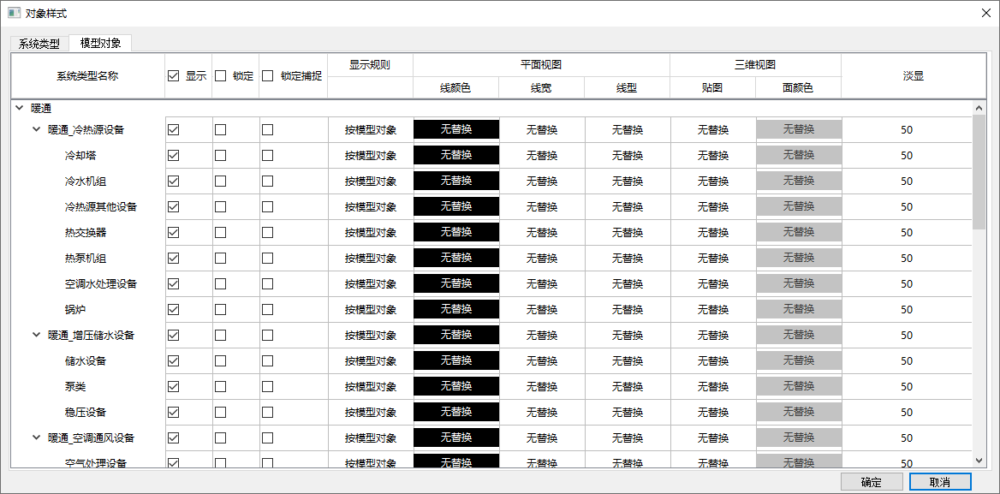 对象样式
系统类型 模型对象
系统类型名称 显示 锁定 锁定捕捉 显示规则 平面视图 三维视图 淡显
线颜色 线宽 线型 贴图 面颜色
暖通
暖通_冷热源设备 按模型对象 无替换 无替换 无替换 无替换 无替换 50
冷却塔 按模型对象 无替换 无替换 无替换 无替换 无替换 50
冷水机组 按模型对象 无替换 无替换 无替换 无替换 无替换 50
冷热源其他设备 按模型对象 无替换 无替换 无替换 无替换 无替换 50
热交换器 按模型对象 无替换 无替换 无替换 无替换 无替换 50
热泵机组 按模型对象 无替换 无替换 无替换 无替换 无替换 50
空调水处理设备 按模型对象 无替换 无替换 无替换 无替换 无替换 50
锅炉 按模型对象 无替换 无替换 无替换 无替换 无替换 50
暖通_增压储水设备 按模型对象 无替换 无替换 无替换 无替换 无替换 50
储水设备 按模型对象 无替换 无替换 无替换 无替换 无替换 50
泵类 按模型对象 无替换 无替换 无替换 无替换 无替换 50
稳压设备 按模型对象 无替换 无替换 无替换 无替换 无替换 50
暖通_空调通风设备 按模型对象 无替换 无替换 无替换 无替换 无替换 50
空气处理设备 按模型对象 无替换 无替换 无替换 无替换 无替换 50
确定 取消